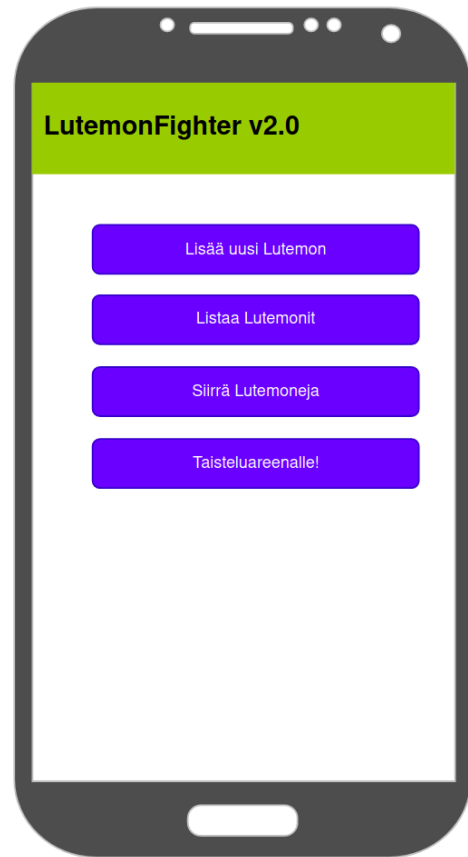 LutemonFighter v2.0
Lisää uusi Lutemon
Listaa Lutemonit
Siirrä Lutemoneja
Taisteluareenalle!